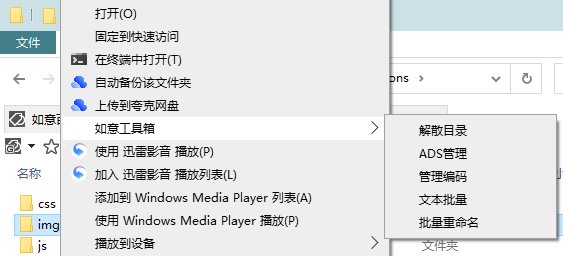 打开(O)
固定到快速访问
文件
在终端中打开(T)
自动备份该文件夹
ons
上传到夸克网盘
如意工具箱
解散目录
ADS管理
管理编码
文本批量
批量重命名
使用 迅雷影音 播放(P)
加入 迅雷影音 播放列表(L)
名称
添加到 Windows Media Player 列表(A)
css
使用 Windows Media Player 播放(P)
img
播放到设备
js
文件夹